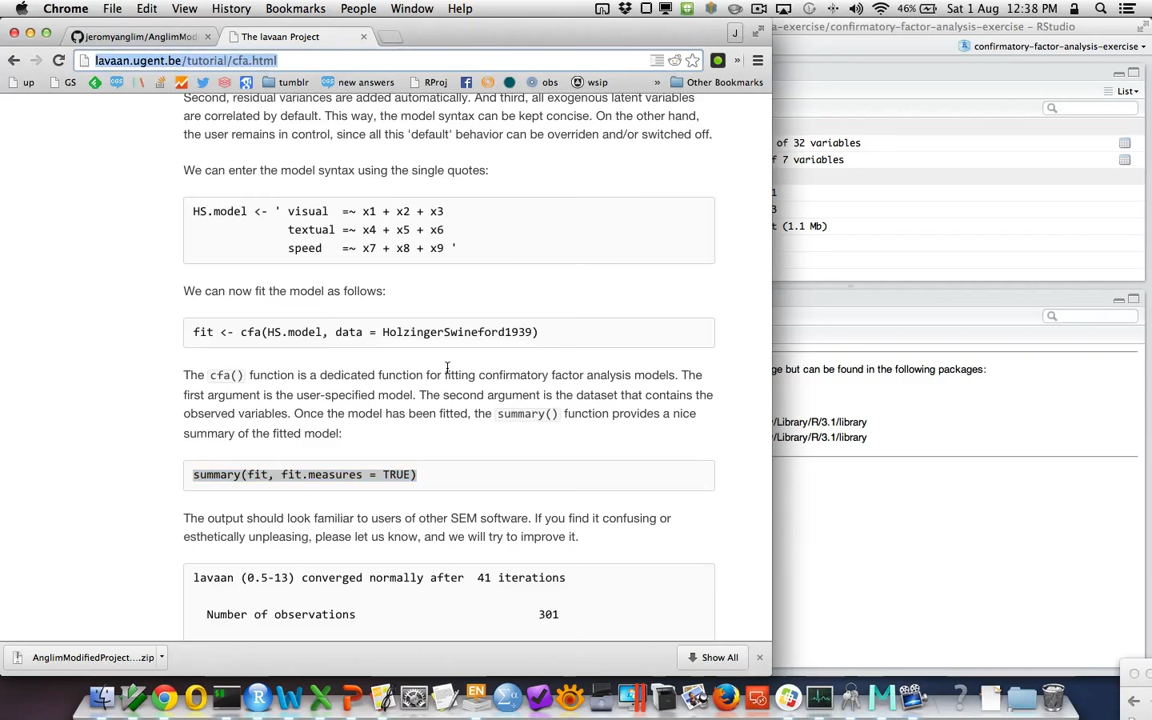 Chrome File Edit View History Bookmarks People Window Help 46% Sat 1 Aug 12:38 PM
jeromyanglim/AnglimMod
The lavaan Project
J
a-exercise/confirmatory-factor-analysis-exercise - RStudio
lavaan.ugent.be/tutorial/cfa.html
confirmatory-factor-analysis-exercise
up GS tumblr new answers RProj obs wsip Other Bookmarks
List
Second, residual variances are added automatically. And third, all exogenous latent variables
are correlated by default. This way, the model syntax can be kept concise. On the other hand,
the user remains in control, since all this 'default' behavior can be overriden and/or switched off.
of 32 variables
of 7 variables
1
3
t (1.1 Mb)
We can enter the model syntax using the single quotes:
HS.model <- ' visual =~ x1 + x2 + x3
textual =~ x4 + x5 + x6
speed =~ x7 + x8 + x9 '
We can now fit the model as follows:
fit <- cfa(HS.model, data = HolzingerSwineford1939)
The cfa() function is a dedicated function for fitting confirmatory factor analysis models. The
first argument is the user-specified model. The second argument is the dataset that contains the
observed variables. Once the model has been fitted, the summary() function provides a nice
summary of the fitted model:
summary(fit, fit.measures = TRUE)
The output should look familiar to users of other SEM software. If you find it confusing or
esthetically unpleasing, please let us know, and we will try to improve it.
lavaan (0.5-13) converged normally after 41 iterations
Number of observations 301
ge but can be found in the following packages:
/Library/R/3.1/library
/Library/R/3.1/library
AnglimModifiedProject....zip
Show All